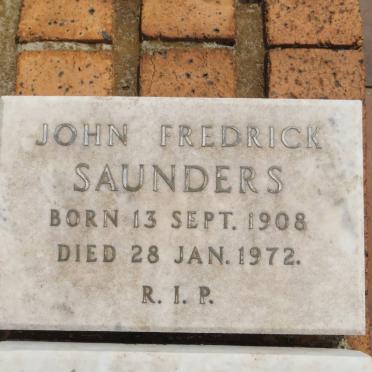 JOHN FREDRICK
SAUNDERS
BORN 13 SEPT. 1908
DIED 28 JAN. 1972.
R. I. P.